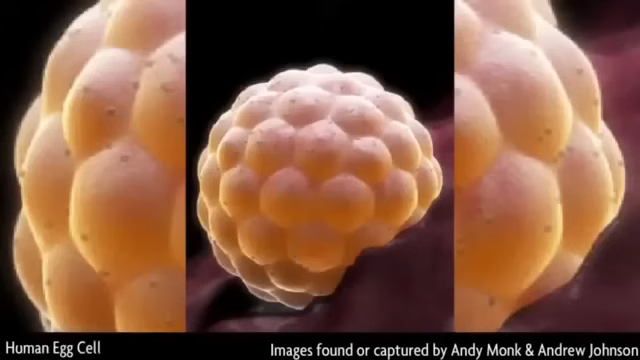 Human Egg Cell
Images found or captured by Andy Monk & Andrew Johnson